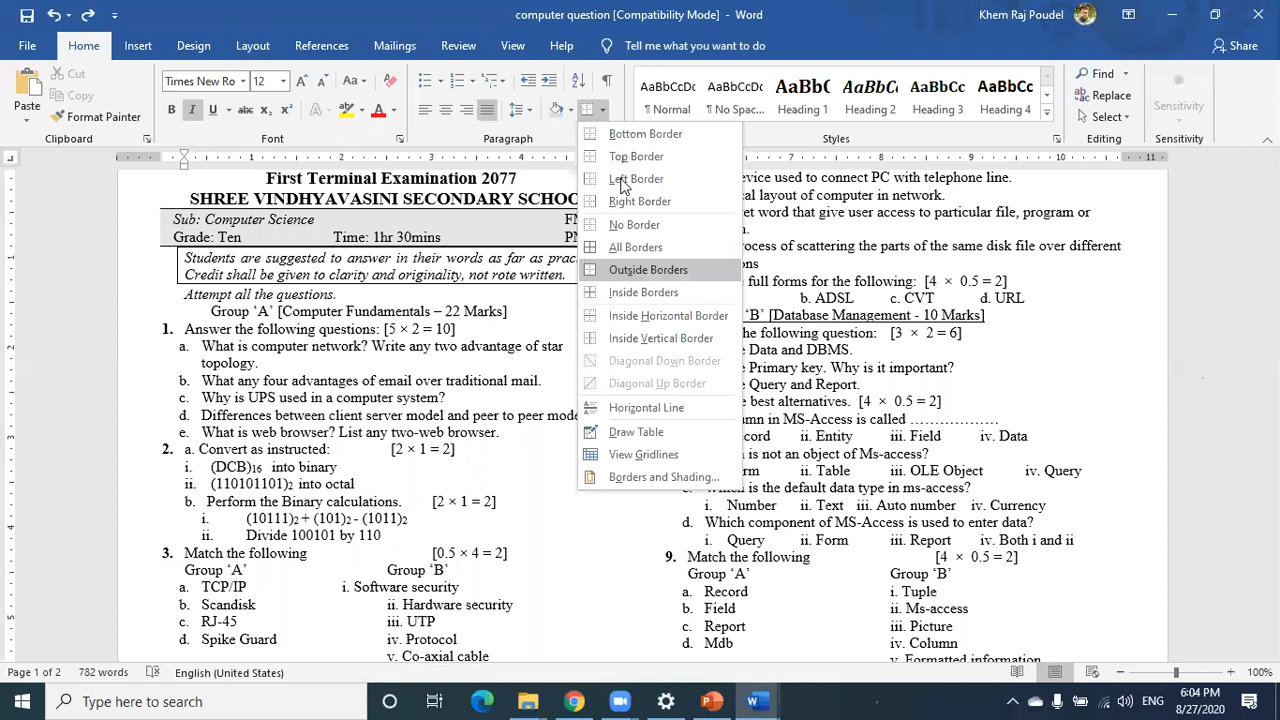 computer question [Compatibility Mode] - Word
Khem Raj Poudel
File Home Insert Design Layout References Mailings Review View Help Tell me what you want to do Share
Paste
Cut
Copy
Format Painter
Clipboard
Times New Ro 12
B I U abc
Font
Paragraph
AaBbCcDc AaBbCcDc AaBbC AaBbC AaBbC AaBbCc
¶ Normal ¶ No Spac... Heading 1 Heading 2 Heading 3 Heading 4
Styles
Find
Replace
Select
Editing
Sensitivity
Sensitivity
Bottom Border
Top Border
Left Border
Right Border
No Border
All Borders
Outside Borders
Inside Borders
Inside Horizontal Border
Inside Vertical Border
Diagonal Down Border
Diagonal Up Border
Horizontal Line
Draw Table
View Gridlines
Borders and Shading...
First Terminal Examination 2077
SHREE VINDHYAVASINI SECONDARY SCHOO
Sub: Computer Science
Grade: Ten Time: 1hr 30mins
Students are suggested to answer in their words as far as prac
Credit shall be given to clarity and originality, not rote written.
Attempt all the questions.
Group ‘A’ [Computer Fundamentals – 22 Marks]
1. Answer the following questions: [5 × 2 = 10]
a. What is computer network? Write any two advantage of star
topology.
b. What any four advantages of email over traditional mail.
c. Why is UPS used in a computer system?
d. Differences between client server model and peer to peer mode
e. What is web browser? List any two-web browser.
2. a. Convert as instructed: [2 × 1 = 2]
i. (DCB)16 into binary
ii. (110101101)2 into octal
b. Perform the Binary calculations. [2 × 1 = 2]
i. (10111)2 + (101)2 - (1011)2
ii. Divide 100101 by 110
3. Match the following [0.5 × 4 = 2]
Group ‘A’ Group ‘B’
a. TCP/IP i. Software security
b. Scandisk ii. Hardware security
c. RJ-45 iii. UTP
d. Spike Guard iv. Protocol
v. Co-axial cable
evice used to connect PC with telephone line.
ical layout of computer in network.
et word that give user access to particular file, program or
n.
rocess of scattering the parts of the same disk file over different
ions
full forms for the following: [4 × 0.5 = 2]
b. ADSL c. CVT d. URL
‘B’ [Database Management - 10 Marks]
the following question: [3 × 2 = 6]
Data and DBMS.
Primary key. Why is it important?
Query and Report.
e best alternatives. [4 × 0.5 = 2]
umn in MS-Access is called ………………
cord ii. Entity iii. Field iv. Data
n is not an object of Ms-access?
rm ii. Table iii. OLE Object iv. Query
Which is the default data type in ms-access?
i. Number ii. Text iii. Auto number iv. Currency
d. Which component of MS-Access is used to enter data?
i. Query ii. Form iii. Report iv. Both i and ii
9. Match the following [4 × 0.5 = 2]
Group ‘A’ Group ‘B’
a. Record i. Tuple
b. Field ii. Ms-access
c. Report iii. Picture
d. Mdb iv. Column
v. Formatted information
Page 1 of 2 782 words English (United States) 100%
Type here to search
ENG
6:04 PM
8/27/2020